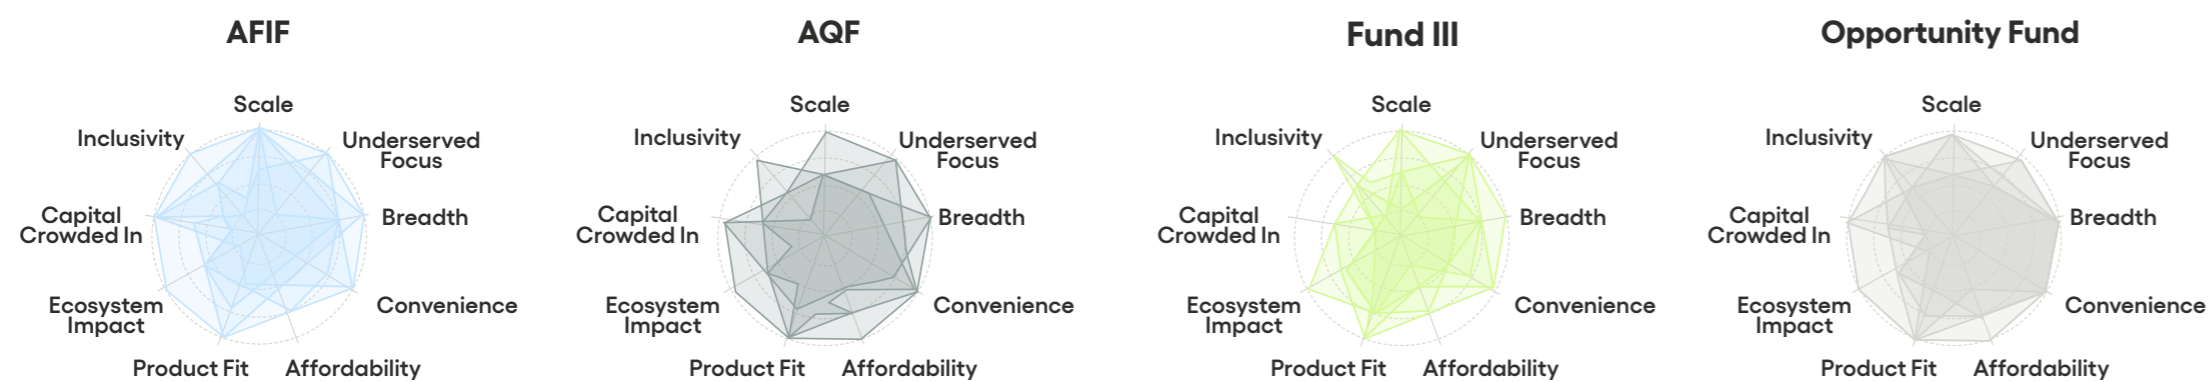 AFIF
Scale
Inclusivity
Underserved
Focus
Capital
Crowded In
Breadth
Ecosystem
Impact
Convenience
Product Fit
Affordability
AQF
Scale
Inclusivity
Underserved
Focus
Capital
Crowded In
Breadth
Ecosystem
Impact
Convenience
Product Fit
Affordability
Fund III
Scale
Inclusivity
Underserved
Focus
Capital
Crowded In
Breadth
Ecosystem
Impact
Convenience
Product Fit
Affordability
Opportunity Fund
Scale
Inclusivity
Underserved
Focus
Capital
Crowded In
Breadth
Ecosystem
Impact
Convenience
Product Fit
Affordability